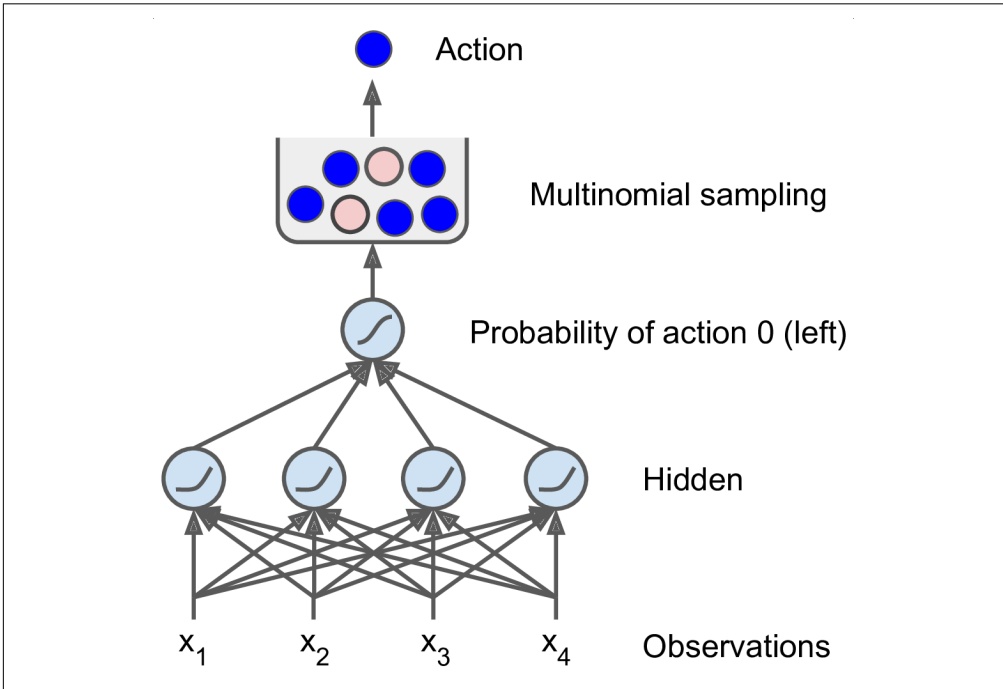 Action
Multinomial sampling
Probability of action 0 (left)
Hidden
x1 x2 x3 x4 Observations